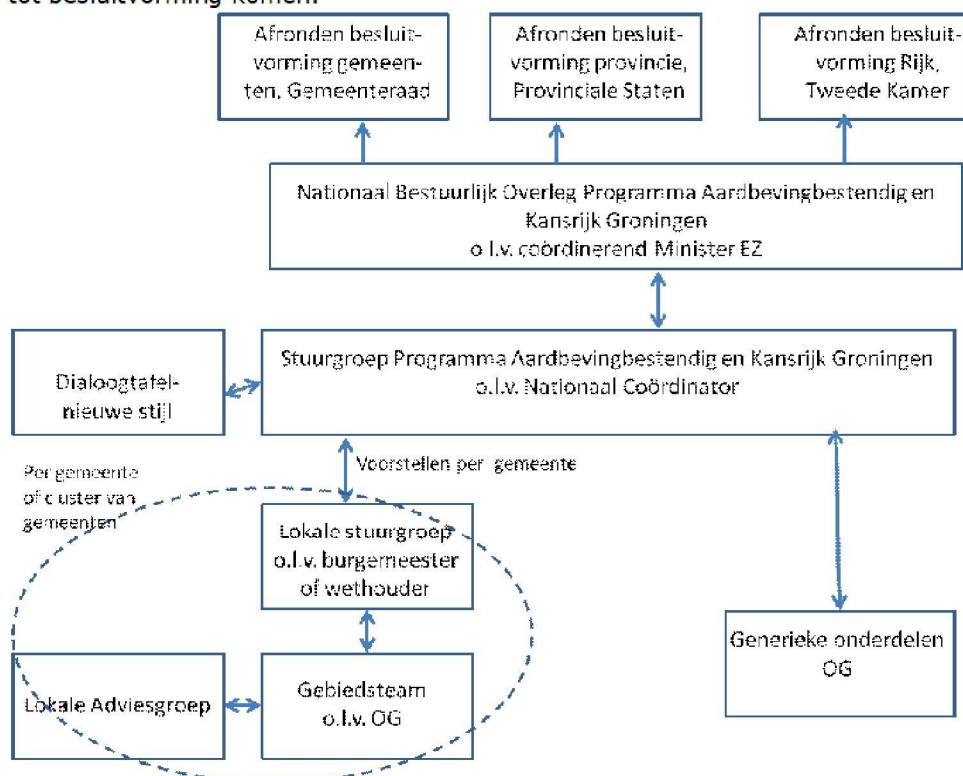 tot besluitvorming komen.
Afronden besluit-
vorming gemeen-
ten, Gemeenteraad
Afronden besluit-
vorming provincie,
Provinciale Staten
Afronden besluit-
vorming Rijk,
Tweede Kamer
Nationaal Bestuurlijk Overleg Programma Aardbevingbestendig en
Kansrijk Groningen
o.l.v. coördinerend Minister EZ
Dialoogtafel-
nieuwe stijl
Stuurgroep Programma Aardbevingbestendig en Kansrijk Groningen
o.l.v. Nationaal Coördinator
Per gemeente
of cluster van
gemeenten
Voorstellen per gemeente
Lokale stuurgroep
o.l.v. burgemeester
of wethouder
Generieke onderdelen
OG
Lokale Adviesgroep
Gebiedsteam
o.l.v. OG